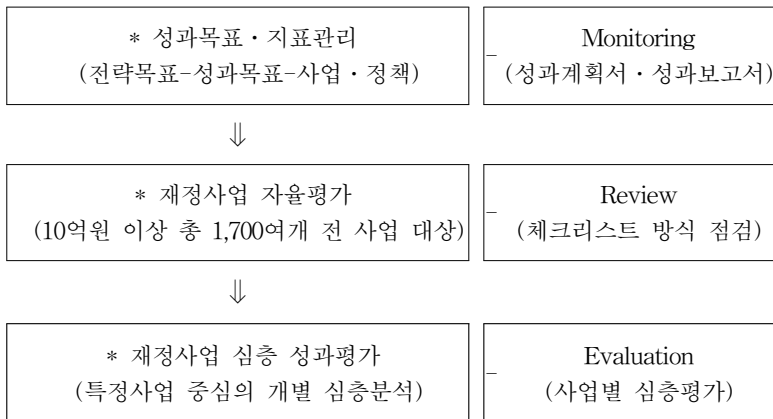 * 성과목표・지표관리
(전략목표-성과목표-사업・정책)
–
Monitoring
(성과계획서・성과보고서)
⇓
* 재정사업 자율평가
(10억원 이상 총 1,700여개 전 사업 대상)
–
Review
(체크리스트 방식 점검)
⇓
* 재정사업 심층 성과평가
(특정사업 중심의 개별 심층분석)
–
Evaluation
(사업별 심층평가)